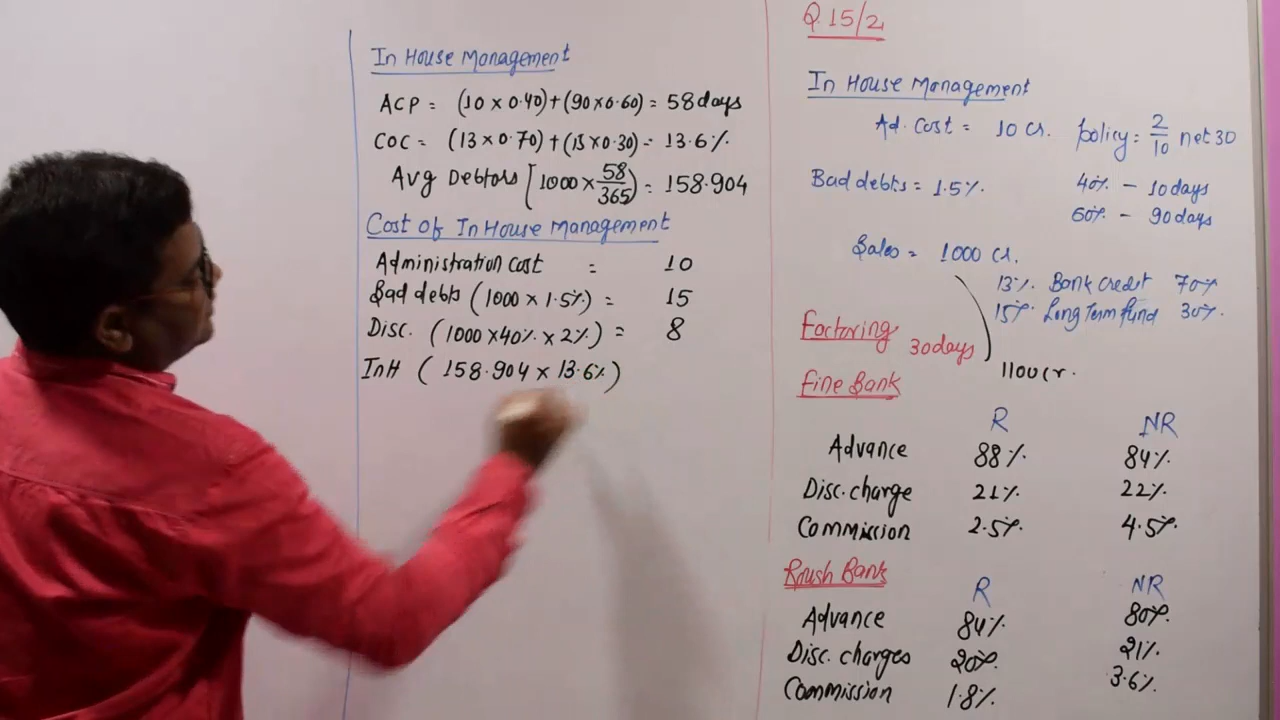 In House Management
ACP = (10 x 0.40) + (90 x 0.60) = 58 days
COC = (13 x 0.70) + (15 x 0.30) = 13.6%
Avg Debtors [1000 x 58/365) = 158.904
Cost of In House Management
Administration cost = 10
Bad debts (1000 x 1.5%) = 15
Disc. (1000 x 40% x 2%) = 8
InH (158.904 x 13.6%)
Q.15/2
In House Management
Ad. Cost = 10 Cr. policy: 2/10 net 30
Bad debts = 1.5% 40% - 10 days
60% - 90 days
Sales = 1000 Cr.
13% Bank credit 70%
15% Long Term fund 30%
Factoring 30 days
1100 cr.
Fine Bank
R NR
Advance 88% 84%
Disc. charge 21% 22%
Commission 2.5% 4.5%
Roush Bank
R NR
Advance 84% 80%
Disc. charges 20% 21%
Commission 1.8% 3.6%